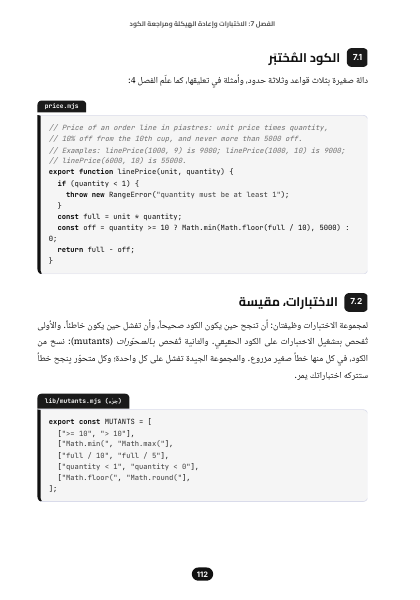 الفصل 7: الاختبارات وإعادة الهيكلة ومراجعة الكود
7.1 الكود المُختبَر
دالة صغيرة بثلاث قواعد وثلاثة حدود، وأمثلة في تعليقها، كما علّم الفصل 4:
price.mjs
// Price of an order line in piastres: unit price times quantity,
// 10% off from the 10th cup, and never more than 5000 off.
// Examples: linePrice(1000, 9) is 9000; linePrice(1000, 10) is 9000;
// linePrice(6000, 10) is 55000.
export function linePrice(unit, quantity) {
if (quantity < 1) {
throw new RangeError("quantity must be at least 1");
}
const full = unit * quantity;
const off = quantity >= 10 ? Math.min(Math.floor(full / 10), 5000) :
0;
return full - off;
}
7.2 الاختبارات، مقيسة
لمجموعة الاختبارات وظيفتان: أن تنجح حين يكون الكود صحيحاً، وأن تفشل حين يكون خاطئاً. والأولى
تُفحص بتشغيل الاختبارات على الكود الحقيقي. والثانية تُفحص بالمتحوّرات (mutants): نسخ من
الكود، في كل منها خطأ صغير مزروع. والمجموعة الجيدة تفشل على كل واحدة؛ وكل متحوّر ينجح خطأ
ستتركه اختباراتك يمر.
lib/mutants.mjs (جزء)
export const MUTANTS = [
[">= 10", "> 10"],
["Math.min(", "Math.max("],
["full / 10", "full / 5"],
["quantity < 1", "quantity < 0"],
["Math.floor(", "Math.round("],
];
112